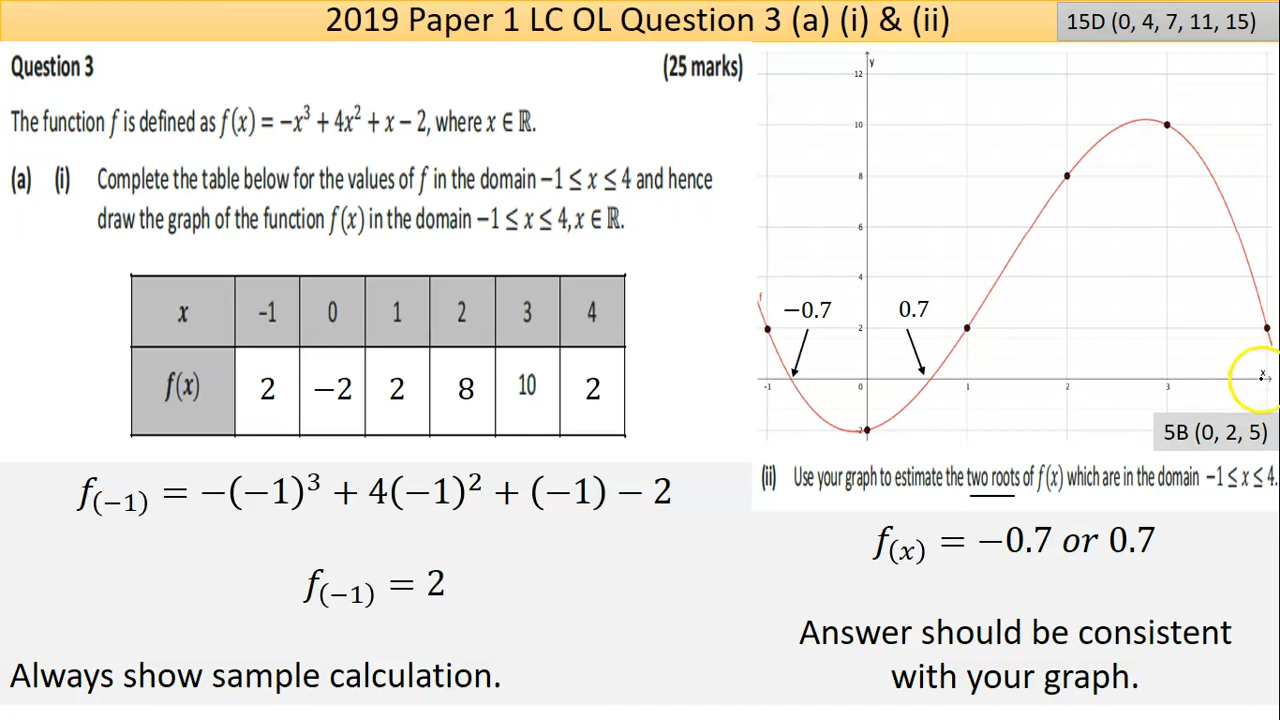 2019 Paper 1 LC OL Question 3 (a) (i) & (ii)
15D (0, 4, 7, 11, 15)
Question 3 (25 marks)
The function f is defined as f(x) = −x³ + 4x² + x − 2, where x ∈ ℝ.
(a) (i) Complete the table below for the values of f in the domain −1 ≤ x ≤ 4 and hence
draw the graph of the function f(x) in the domain −1 ≤ x ≤ 4, x ∈ ℝ.
x −1 0 1 2 3 4
f(x) 2 −2 2 8 10 2
f₍₋₁₎ = −(−1)³ + 4(−1)² + (−1) − 2
f₍₋₁₎ = 2
Always show sample calculation.
y
12
10
8
6
4
f
−0.7 0.7
2
x
-1 0 1 2 3
-2
5B (0, 2, 5)
(ii) Use your graph to estimate the two roots of f(x) which are in the domain −1 ≤ x ≤ 4.
f₍ₓ₎ = −0.7 or 0.7
Answer should be consistent
with your graph.